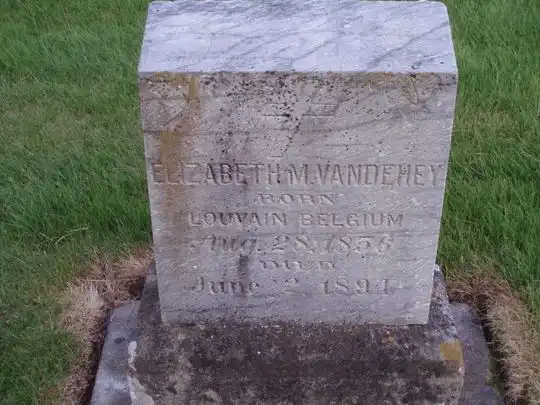 ELIZABETH M. VANDEHEY
BORN
LOUVAIN BELGIUM
Aug. 28, 1856
DIED
June 2, 1894